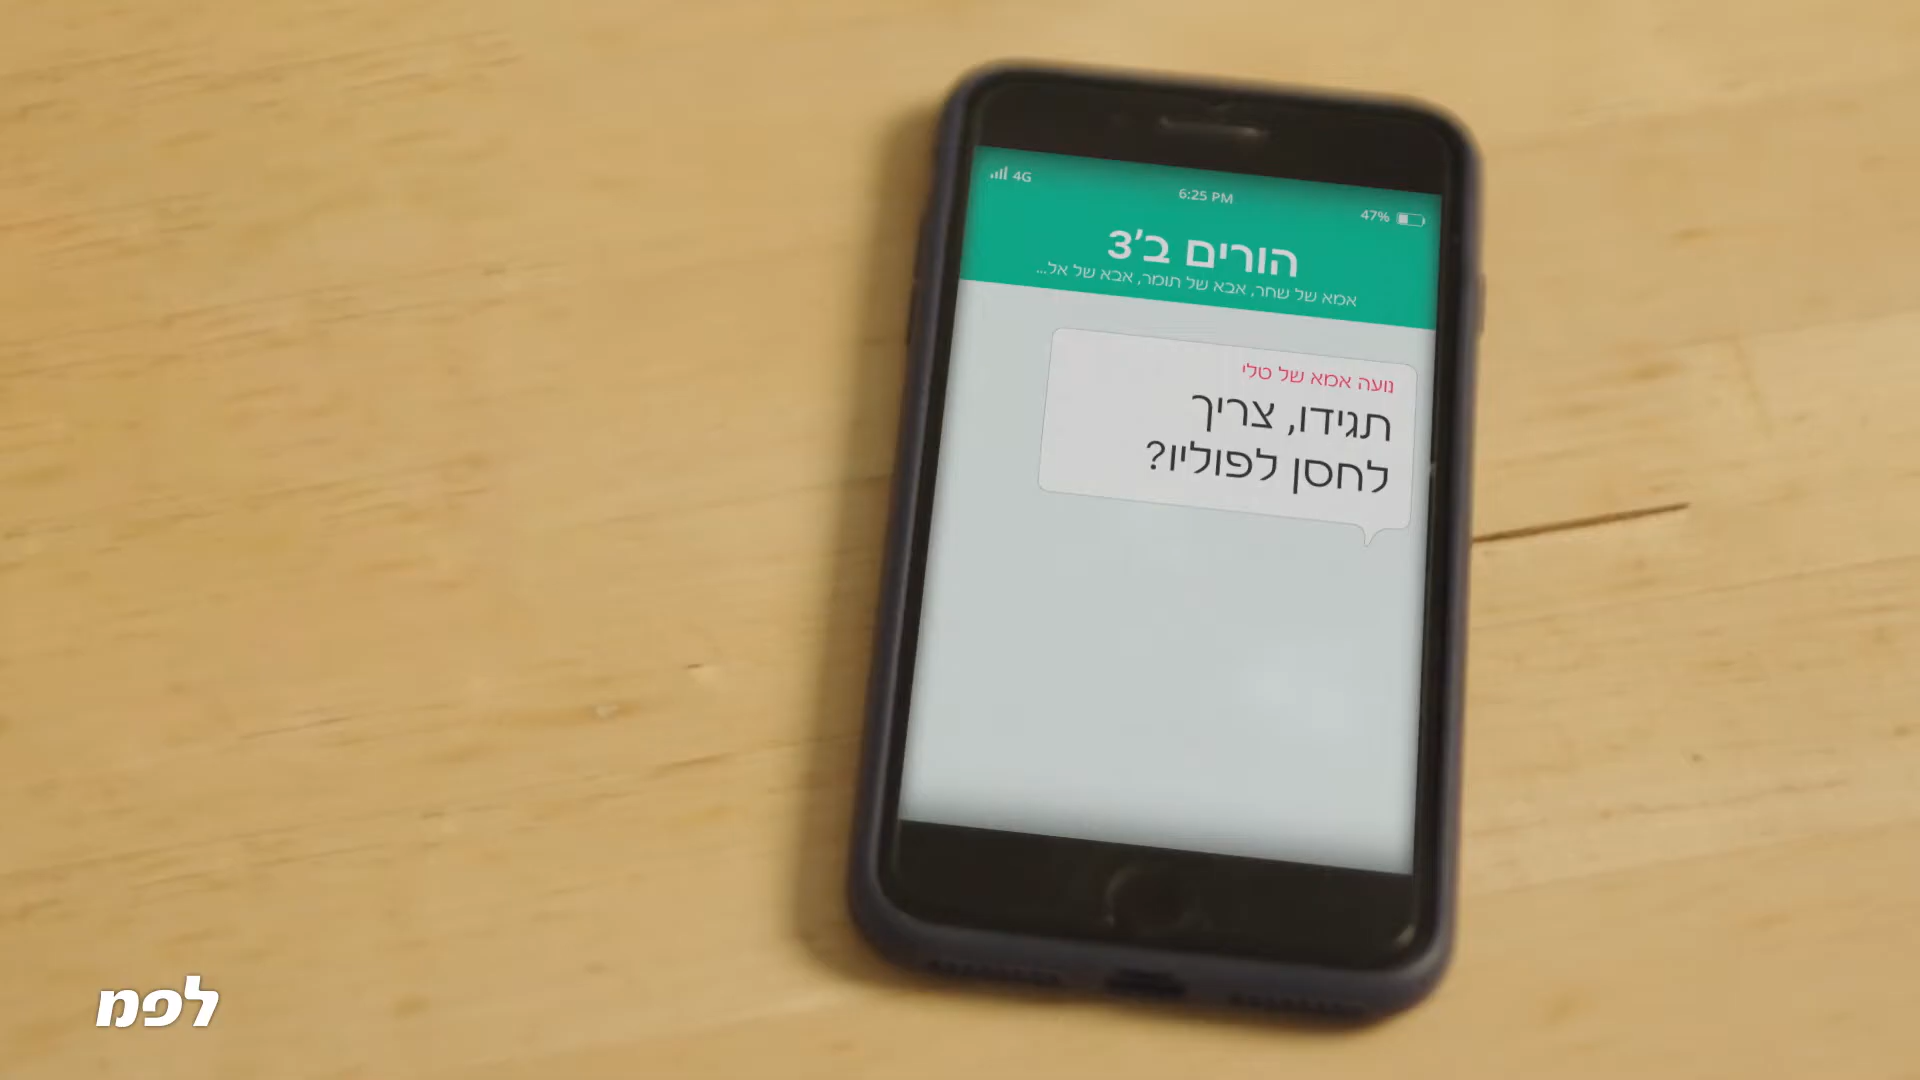 4G
6:25 PM
47%
הורים ב'3
אמא של שחר, אבא של תומר, אבא של אל...
נועה אמא של טלי
תגידו, צריך
לחסן לפוליו?
לפמ